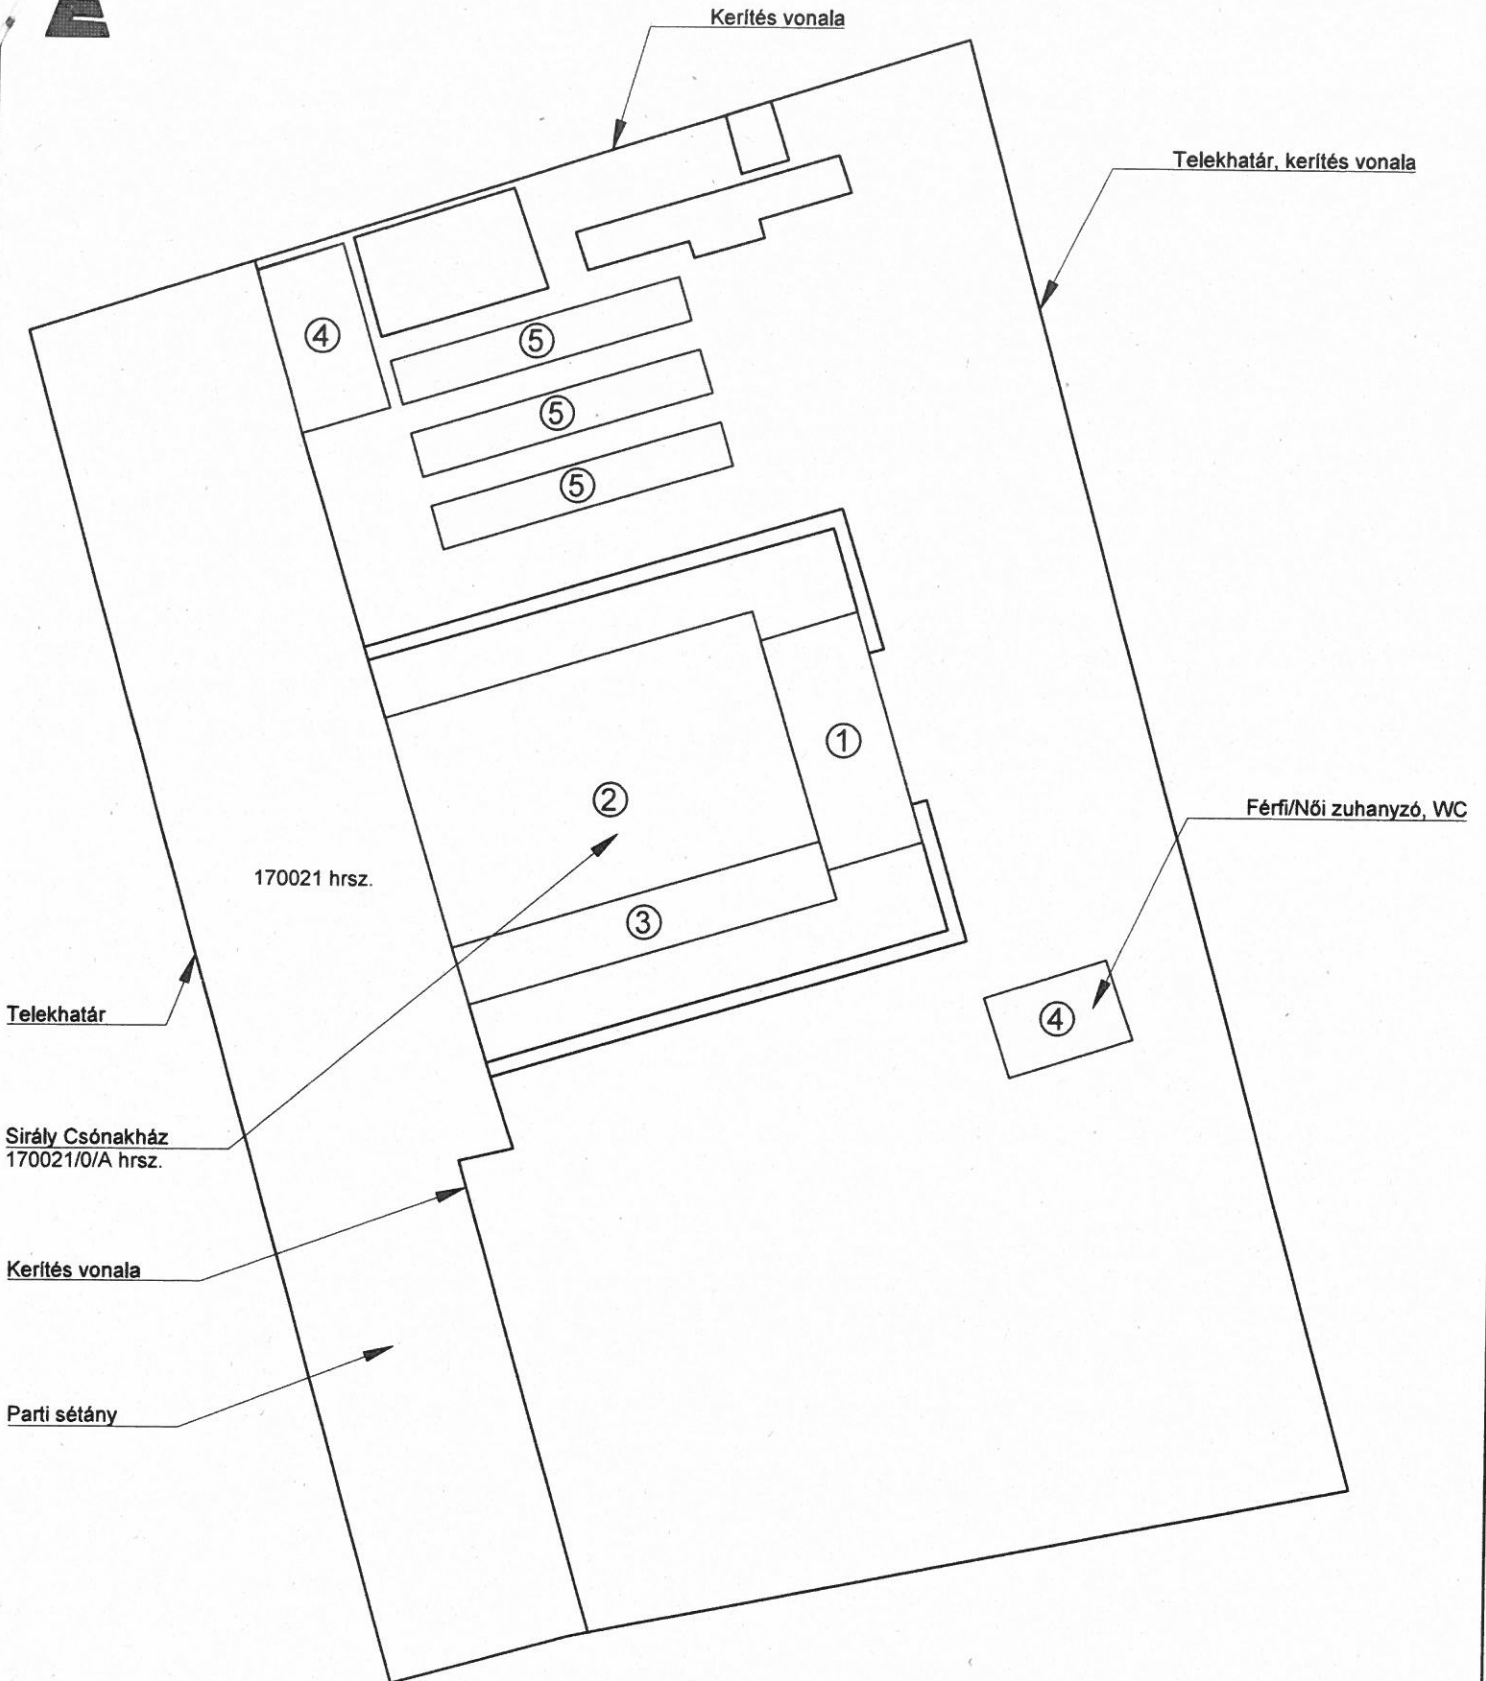 Kerítés vonala
Telekhatár, kerítés vonala
④
⑤
⑤
⑤
①
②
Férfi/Női zuhanyzó, WC
170021 hrsz.
③
Telekhatár
④
Sirály Csónakház
170021/0/A hrsz.
Kerítés vonala
Parti sétány